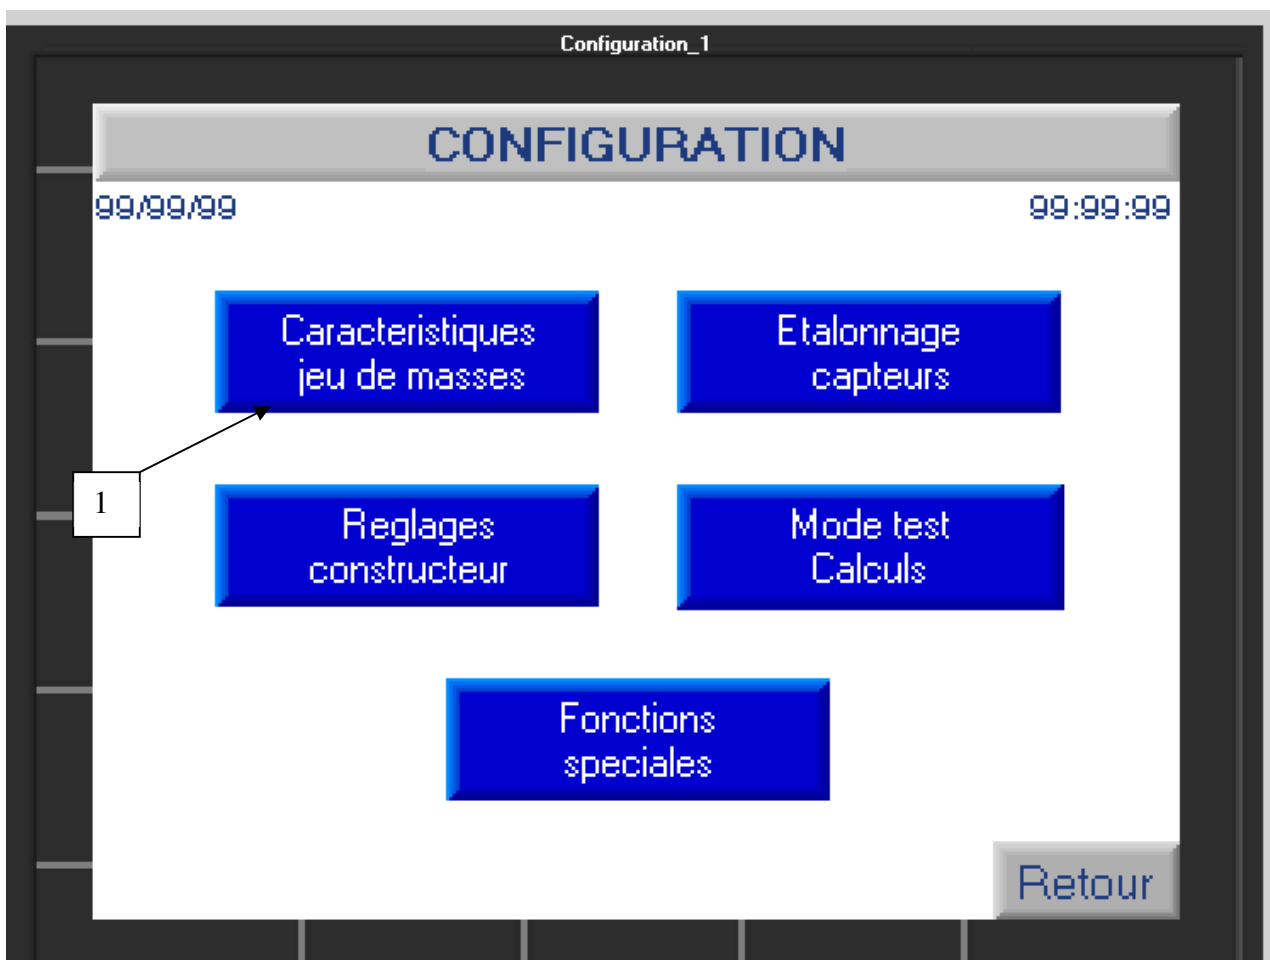 Configuration_1
CONFIGURATION
99/99/99
99:99:99
Caracteristiques
jeu de masses
Etalonnage
capteurs
1
Reglages
constructeur
Mode test
Calculs
Fonctions
speciales
Retour